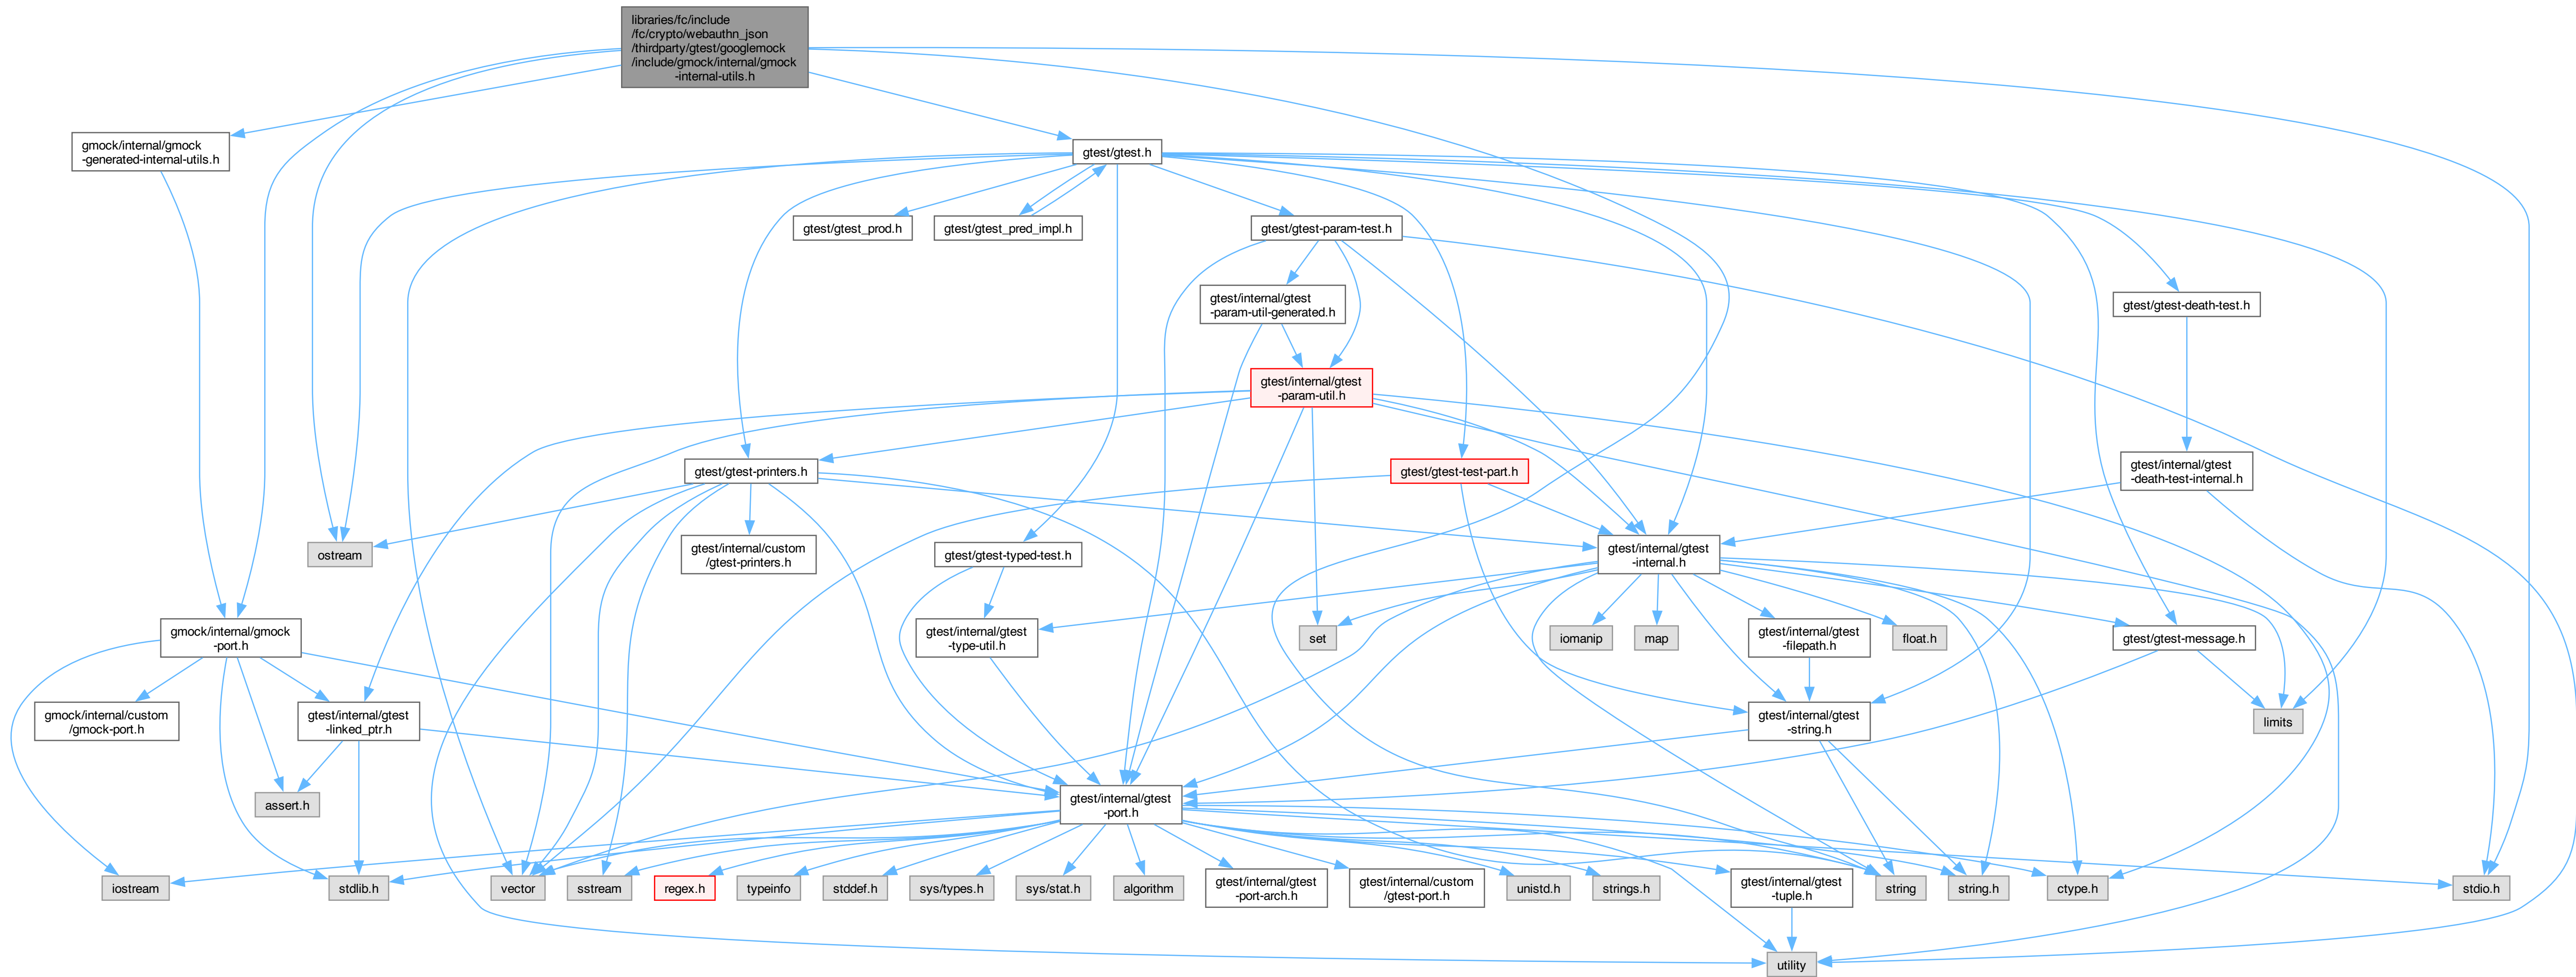 libraries/fc/include
/fc/crypto/webauthn_json
/thirdparty/gtest/googlemock
/include/gmock/internal/gmock
-internal-utils.h
gmock/internal/gmock
-generated-internal-utils.h
gtest/gtest.h
gtest/gtest_prod.h
gtest/gtest_pred_impl.h
gtest/gtest-param-test.h
gtest/internal/gtest
-param-util-generated.h
gtest/gtest-death-test.h
gtest/internal/gtest
-param-util.h
gtest/gtest-printers.h
gtest/gtest-test-part.h
gtest/internal/gtest
-death-test-internal.h
ostream
gtest/internal/custom
/gtest-printers.h
gtest/gtest-typed-test.h
gtest/internal/gtest
-internal.h
gmock/internal/gmock
-port.h
gtest/internal/gtest
-type-util.h
set
iomanip
map
gtest/internal/gtest
-filepath.h
float.h
gtest/gtest-message.h
gmock/internal/custom
/gmock-port.h
gtest/internal/gtest
-linked_ptr.h
gtest/internal/gtest
-string.h
limits
assert.h
gtest/internal/gtest
-port.h
iostream
stdlib.h
vector
sstream
regex.h
typeinfo
stddef.h
sys/types.h
sys/stat.h
algorithm
gtest/internal/gtest
-port-arch.h
gtest/internal/custom
/gtest-port.h
unistd.h
strings.h
gtest/internal/gtest
-tuple.h
string
string.h
ctype.h
stdio.h
utility